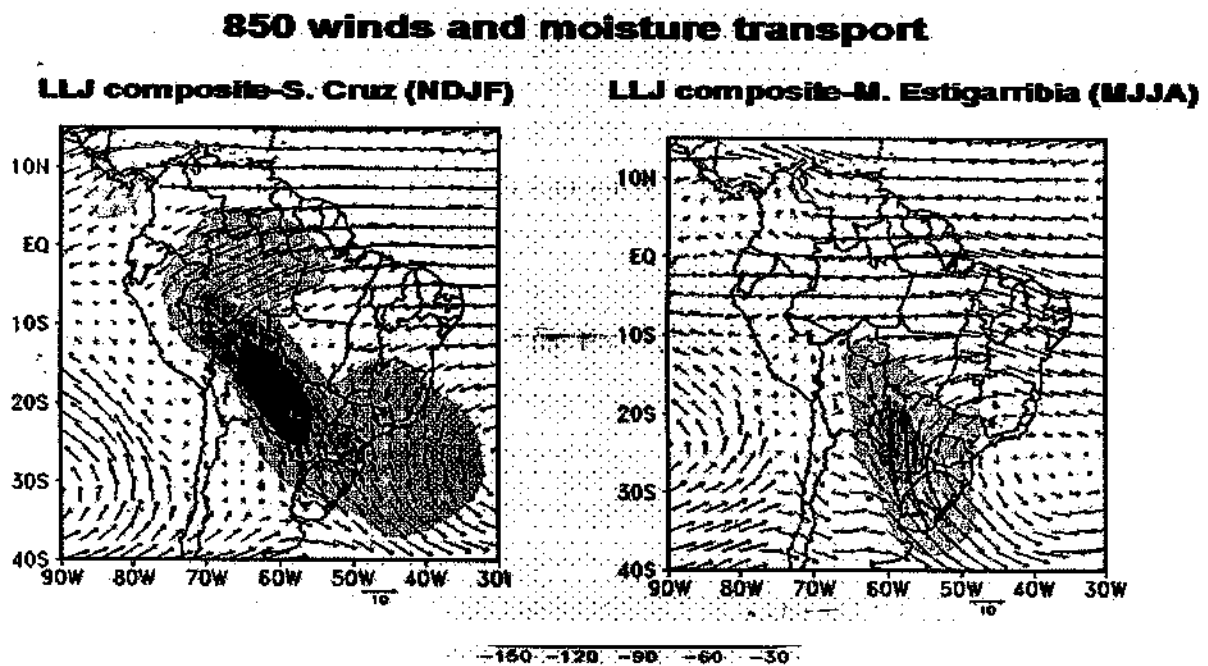 850 winds and moisture transport
LLJ composite-S. Cruz (NDJF)
LLJ composite-M. Estigarribia (MJJA)
10N
EQ
10S
20S
30S
40S
90W 80W 70W 60W 50W 40W 30W
10
10N
EQ
10S
20S
30S
40S
90W 80W 70W 60W 50W 40W 30W
10
-150 -120 -90 -60 -30